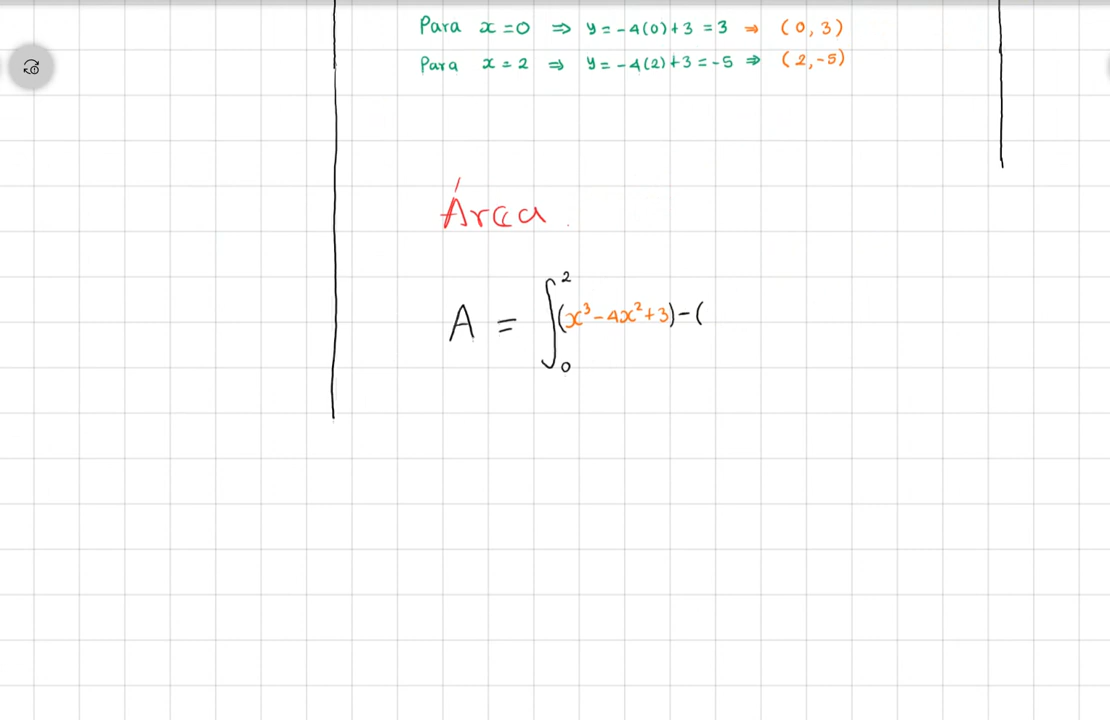 Para x = 0 ⇒ y = -4(0) + 3 = 3 ⇒ (0, 3)
Para x = 2 ⇒ y = -4(2) + 3 = -5 ⇒ (2, -5)
Área
A = ∫₀² (x³ - 4x² + 3) - (